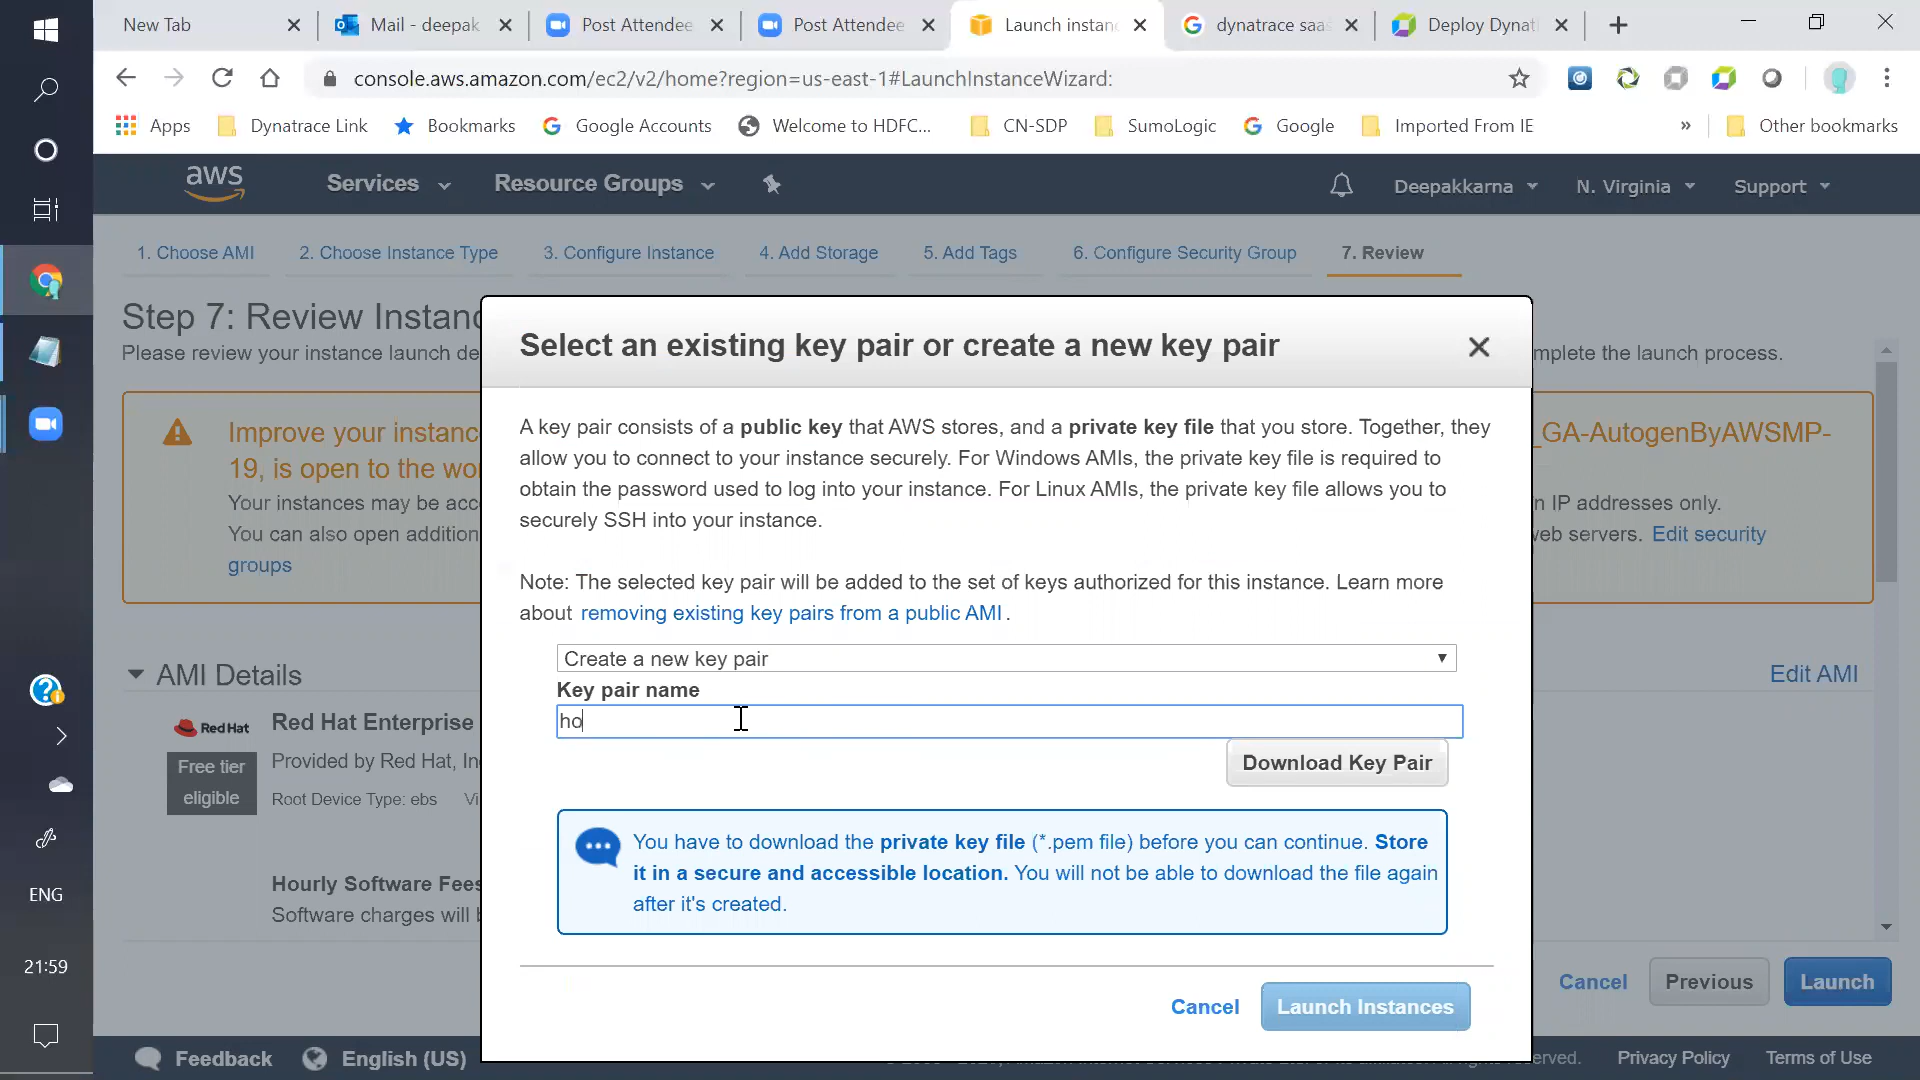 New Tab
Mail - deepak
Post Attendee
Post Attendee
Launch instan
dynatrace saa
Deploy Dynat
console.aws.amazon.com/ec2/v2/home?region=us-east-1#LaunchInstanceWizard:
Apps
Dynatrace Link
Bookmarks
Google Accounts
Welcome to HDFC...
CN-SDP
SumoLogic
Google
Imported From IE
»
Other bookmarks
aws
Services
Resource Groups
Deepakkarna
N. Virginia
Support
1. Choose AMI
2. Choose Instance Type
3. Configure Instance
4. Add Storage
5. Add Tags
6. Configure Security Group
7. Review
Step 7: Review Instanc
Please review your instance launch de
mplete the launch process.
Improve your instanc
_GA-AutogenByAWSMP-
19, is open to the wo
Your instances may be acc
n IP addresses only.
You can also open addition
web servers. Edit security
groups
AMI Details
Edit AMI
Red Hat
Red Hat Enterprise
Free tier
eligible
Provided by Red Hat, In
Root Device Type: ebs
Vi
Hourly Software Fees
Software charges will b
Select an existing key pair or create a new key pair
A key pair consists of a public key that AWS stores, and a private key file that you store. Together, they
allow you to connect to your instance securely. For Windows AMIs, the private key file is required to
obtain the password used to log into your instance. For Linux AMIs, the private key file allows you to
securely SSH into your instance.
Note: The selected key pair will be added to the set of keys authorized for this instance. Learn more
about removing existing key pairs from a public AMI .
Create a new key pair
Key pair name
ho
Download Key Pair
You have to download the private key file (*.pem file) before you can continue. Store
it in a secure and accessible location. You will not be able to download the file again
after it's created.
Cancel
Launch Instances
Cancel
Previous
Launch
Feedback
English (US)
erved.
Privacy Policy
Terms of Use
ENG
21:59